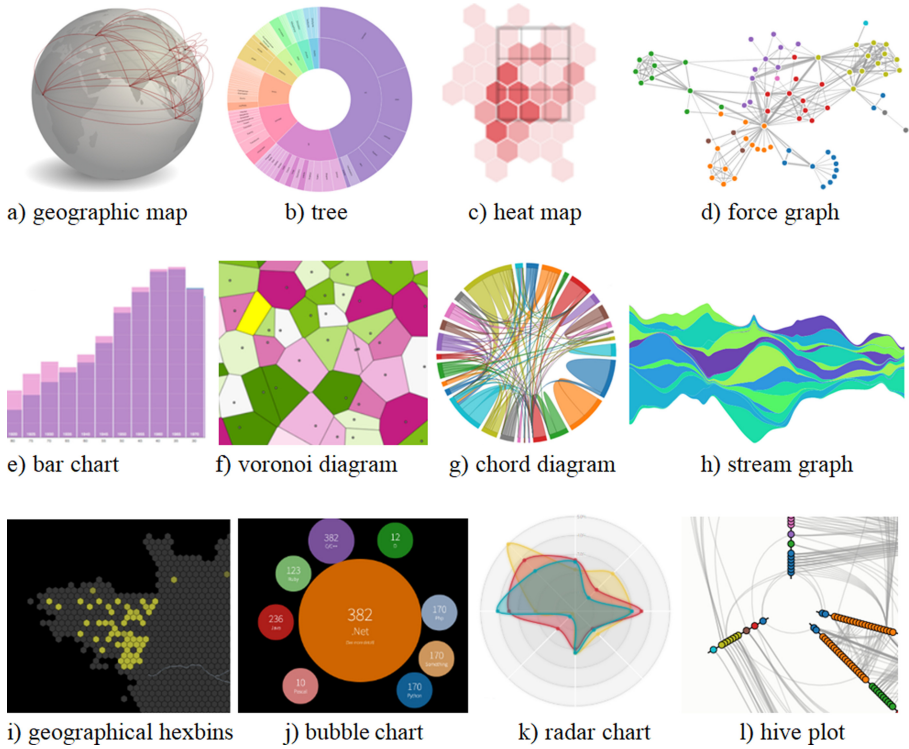 a) geographic map
b) tree
c) heat map
d) force graph
e) bar chart
f) voronoi diagram
g) chord diagram
h) stream graph
382
C/C++
12
123
Ruby
382
.Net
236
Java
170
Php
170
Something
10
Pascal
170
Python
i) geographical hexbins
j) bubble chart
k) radar chart
l) hive plot